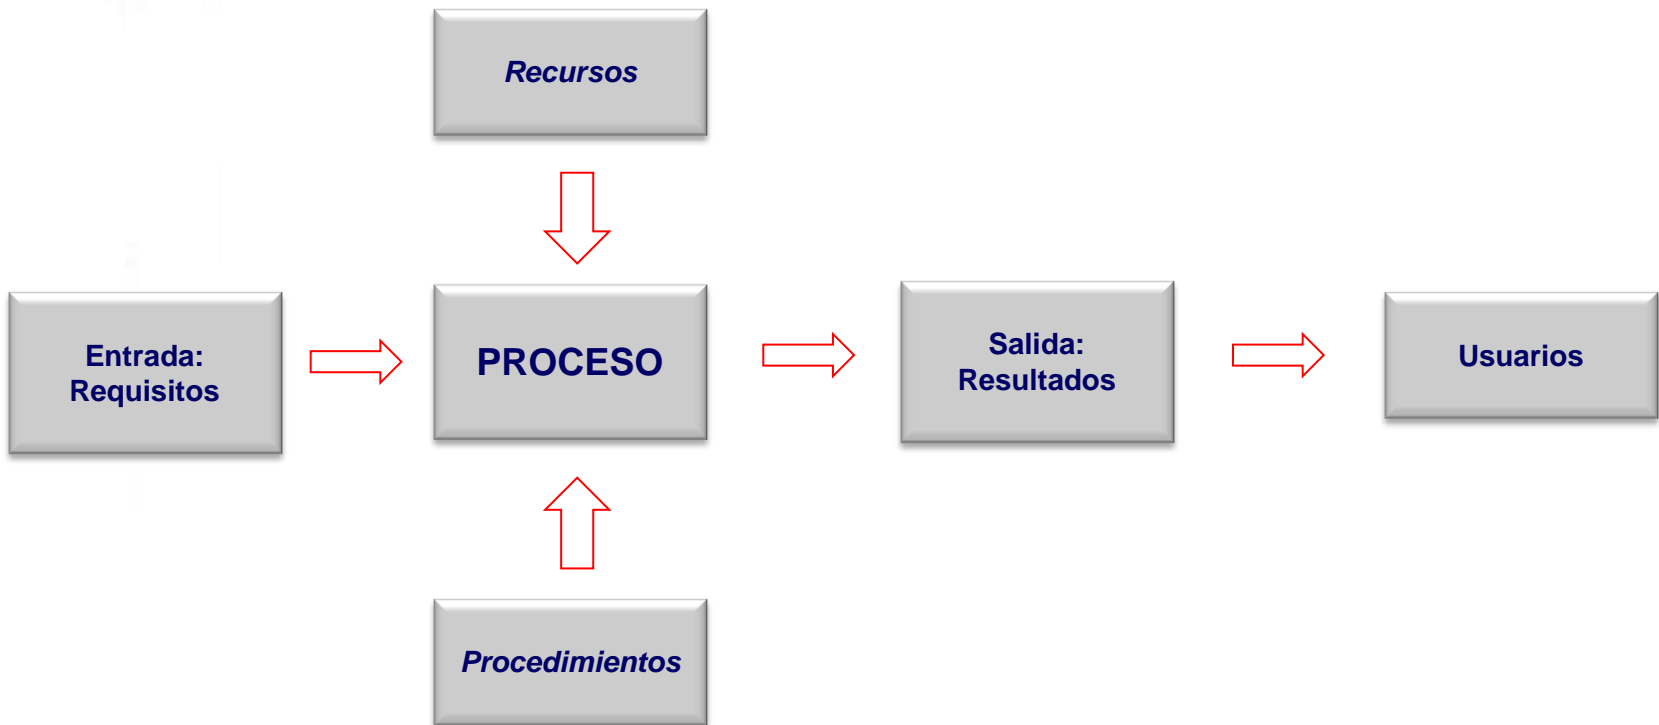 Recursos
Entrada:
Requisitos
PROCESO
Salida:
Resultados
Usuarios
Procedimientos